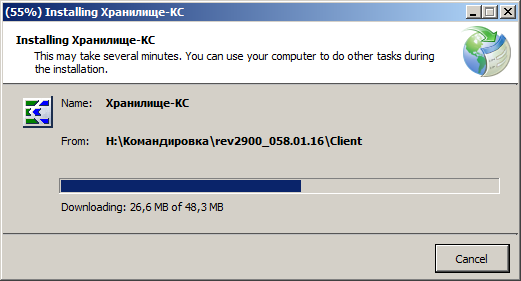 (55%) Installing Хранилище-КС
Installing Хранилище-КС
This may take several minutes. You can use your computer to do other tasks during
the installation.
Name: Хранилище-КС
From: H:\Командировка\rev2900_058.01.16\Client
Downloading: 26,6 MB of 48,3 MB
Cancel